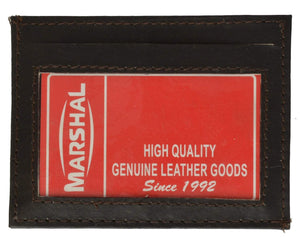 MARSHAL
HIGH QUALITY
GENUINE LEATHER GOODS
Since 1992